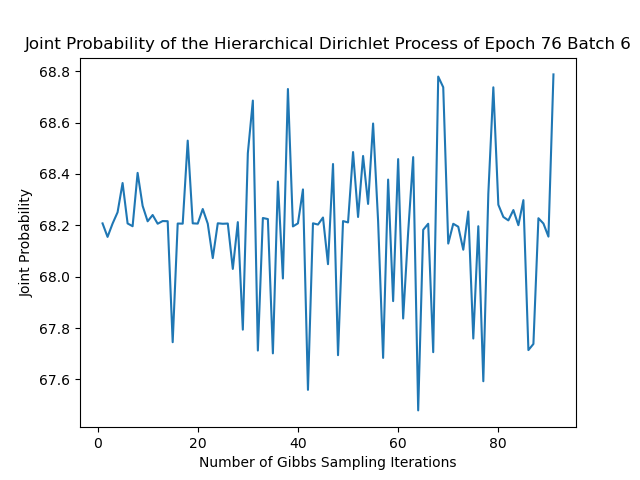 Joint Probability of the Hierarchical Dirichlet Process of Epoch 76 Batch 6
68.8
68.6
68.4
68.2
68.0
67.8
67.6
Joint Probability
0 20 40 60 80
Number of Gibbs Sampling Iterations